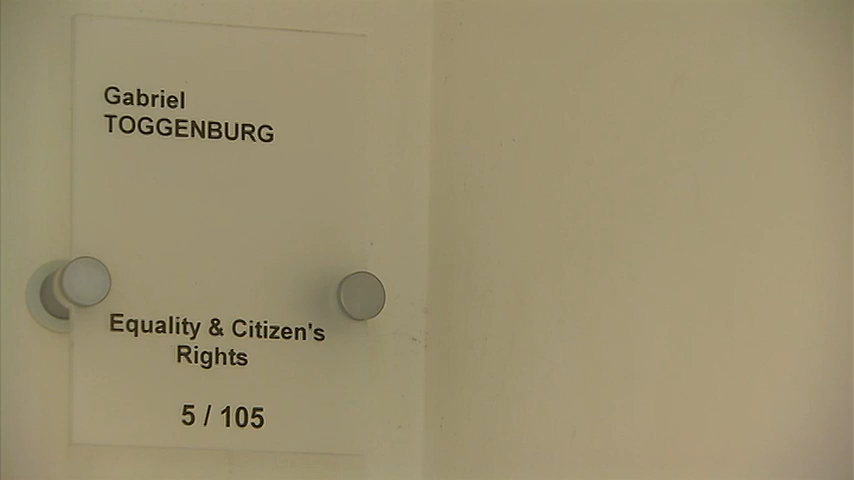 Gabriel
TOGGENBURG
Equality & Citizen's
Rights
5 / 105